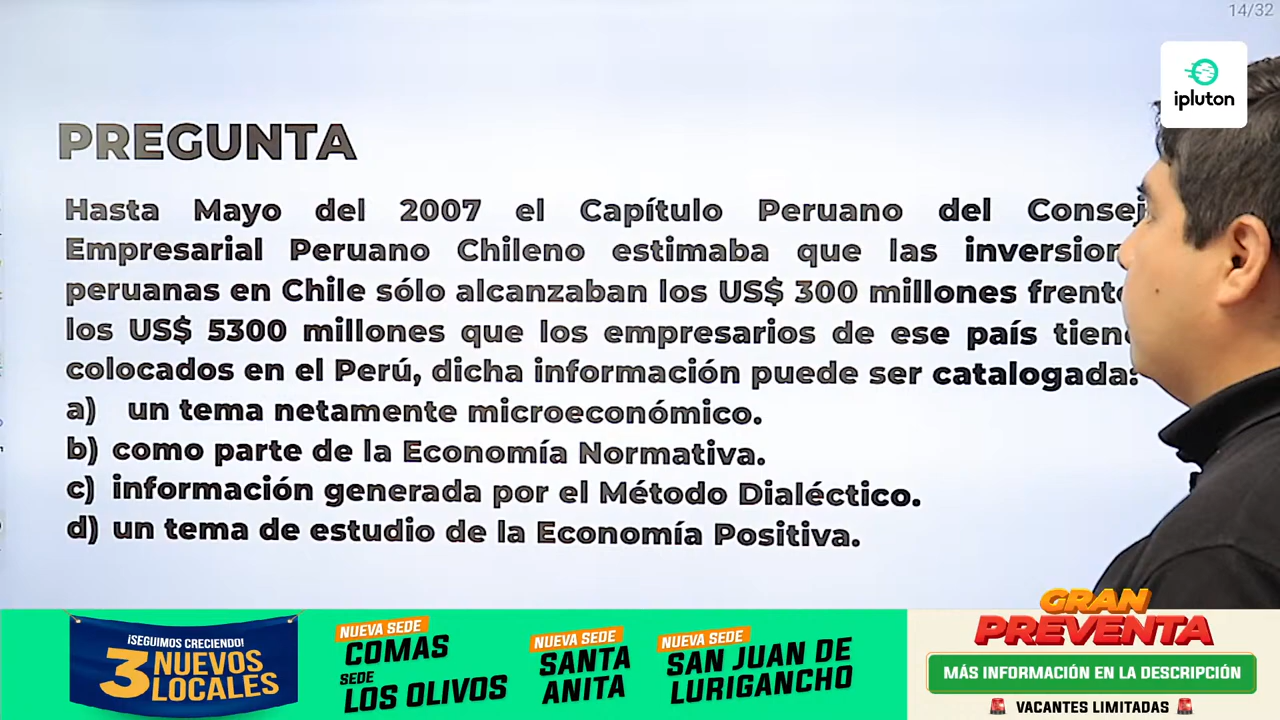 14/32
ipluton
PREGUNTA
Hasta Mayo del 2007 el Capítulo Peruano del Consej
Empresarial Peruano Chileno estimaba que las inversion
peruanas en Chile sólo alcanzaban los US$ 300 millones frent
los US$ 5300 millones que los empresarios de ese país tien
colocados en el Perú, dicha información puede ser catalogada:
a) un tema netamente microeconómico.
b) como parte de la Economía Normativa.
c) información generada por el Método Dialéctico.
d) un tema de estudio de la Economía Positiva.
¡SEGUIMOS CRECIENDO!
3 NUEVOS
LOCALES
NUEVA SEDE
COMAS
SEDE
LOS OLIVOS
NUEVA SEDE
SANTA
ANITA
NUEVA SEDE
SAN JUAN DE
LURIGANCHO
GRAN
PREVENTA
MÁS INFORMACIÓN EN LA DESCRIPCIÓN
VACANTES LIMITADAS